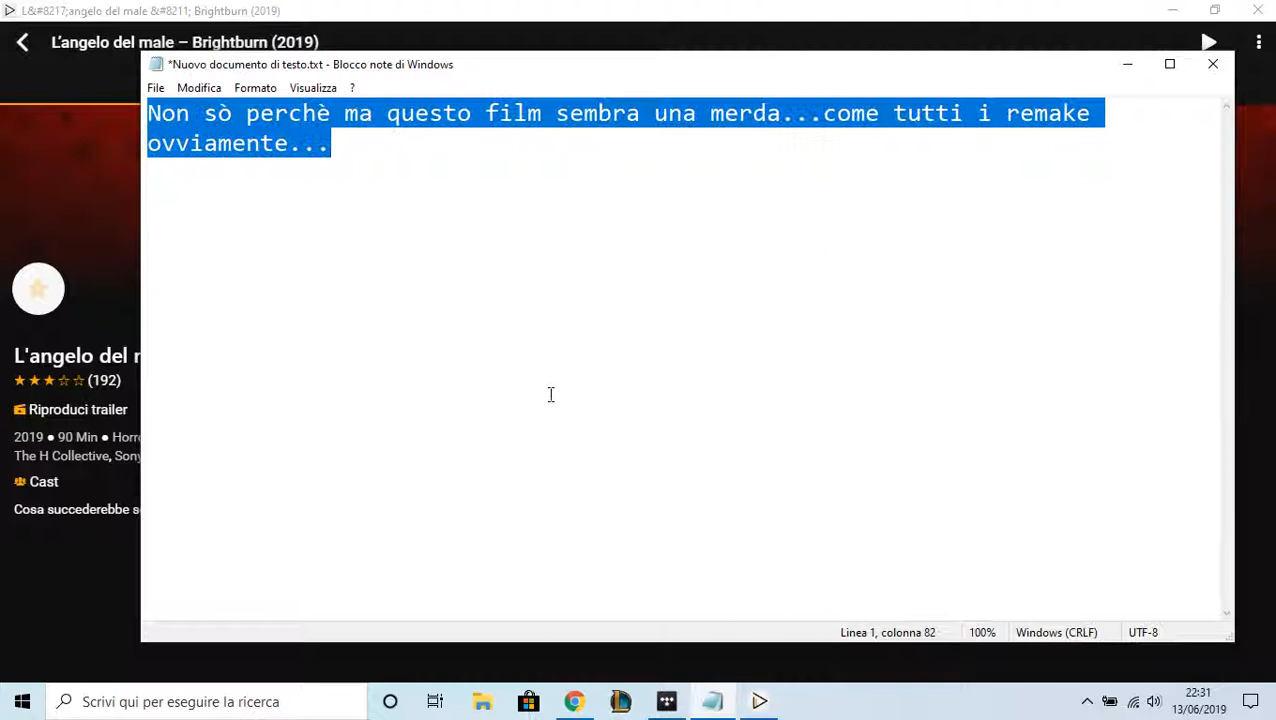 L&#8217;angelo del male &#8211; Brightburn (2019)
L'angelo del male – Brightburn (2019)
*Nuovo documento di testo.txt - Blocco note di Windows
File Modifica Formato Visualizza ?
Non sò perchè ma questo film sembra una merda...come tutti i remake
ovviamente...
L'angelo del
(192)
Riproduci trailer
2019 ● 90 Min ●
The H Collective,
Cast
Cosa succederebbe
Linea 1, colonna 82 100% Windows (CRLF) UTF-8
Scrivi qui per eseguire la ricerca
22:31
13/06/2019